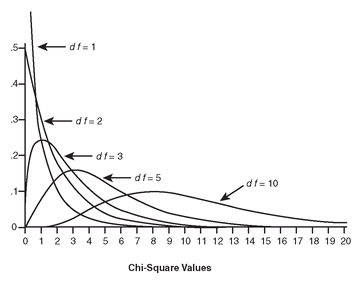 .5
df = 1
.4
.3
df = 2
.2
df = 3
df = 5
df = 10
.1
0
0 1 2 3 4 5 6 7 8 9 10 11 12 13 14 15 16 17 18 19 20
Chi-Square Values